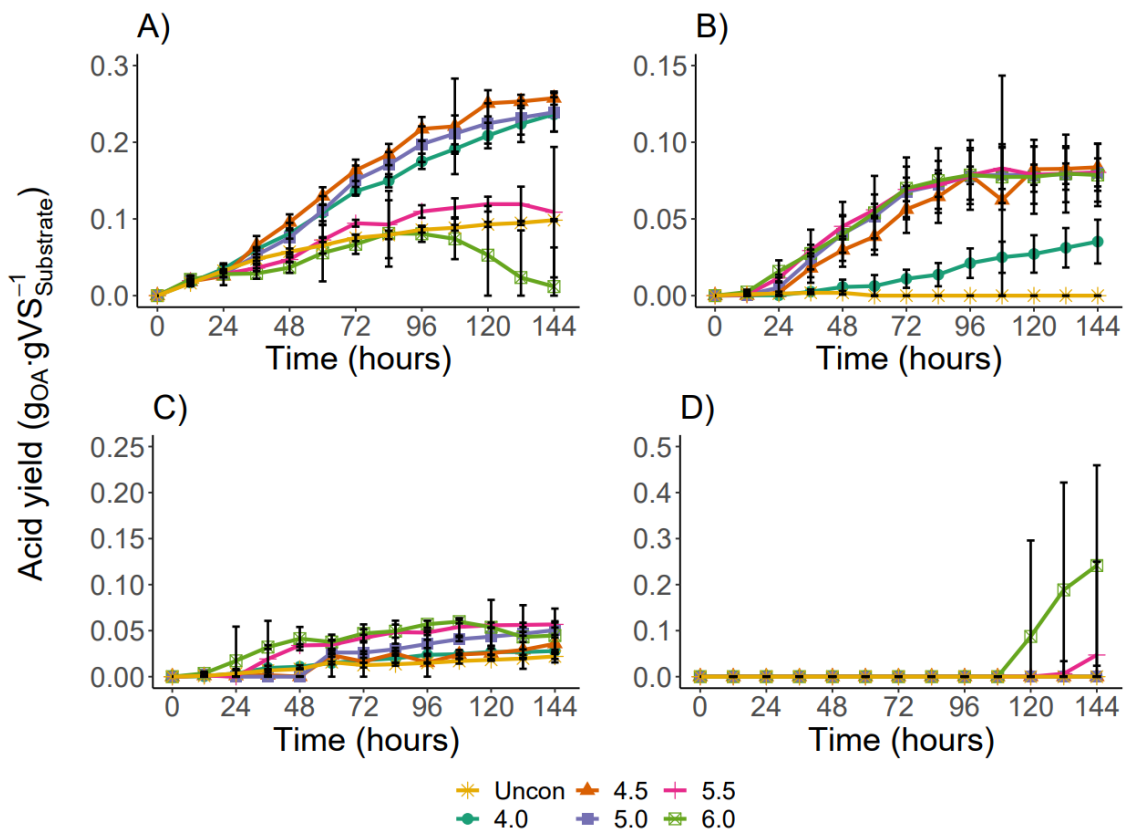 A)
B)
0.3
0.2
0.1
0.0
0 24 48 72 96 120 144
Time (hours)
0.15
0.10
0.05
0.00
0 24 48 72 96 120 144
Time (hours)
Acid yield (gOA·gVS⁻¹Substrate)
C)
D)
0.25
0.20
0.15
0.10
0.05
0.00
0 24 48 72 96 120 144
Time (hours)
0.5
0.4
0.3
0.2
0.1
0.0
0 24 48 72 96 120 144
Time (hours)
Uncon 4.5 5.5
4.0 5.0 6.0